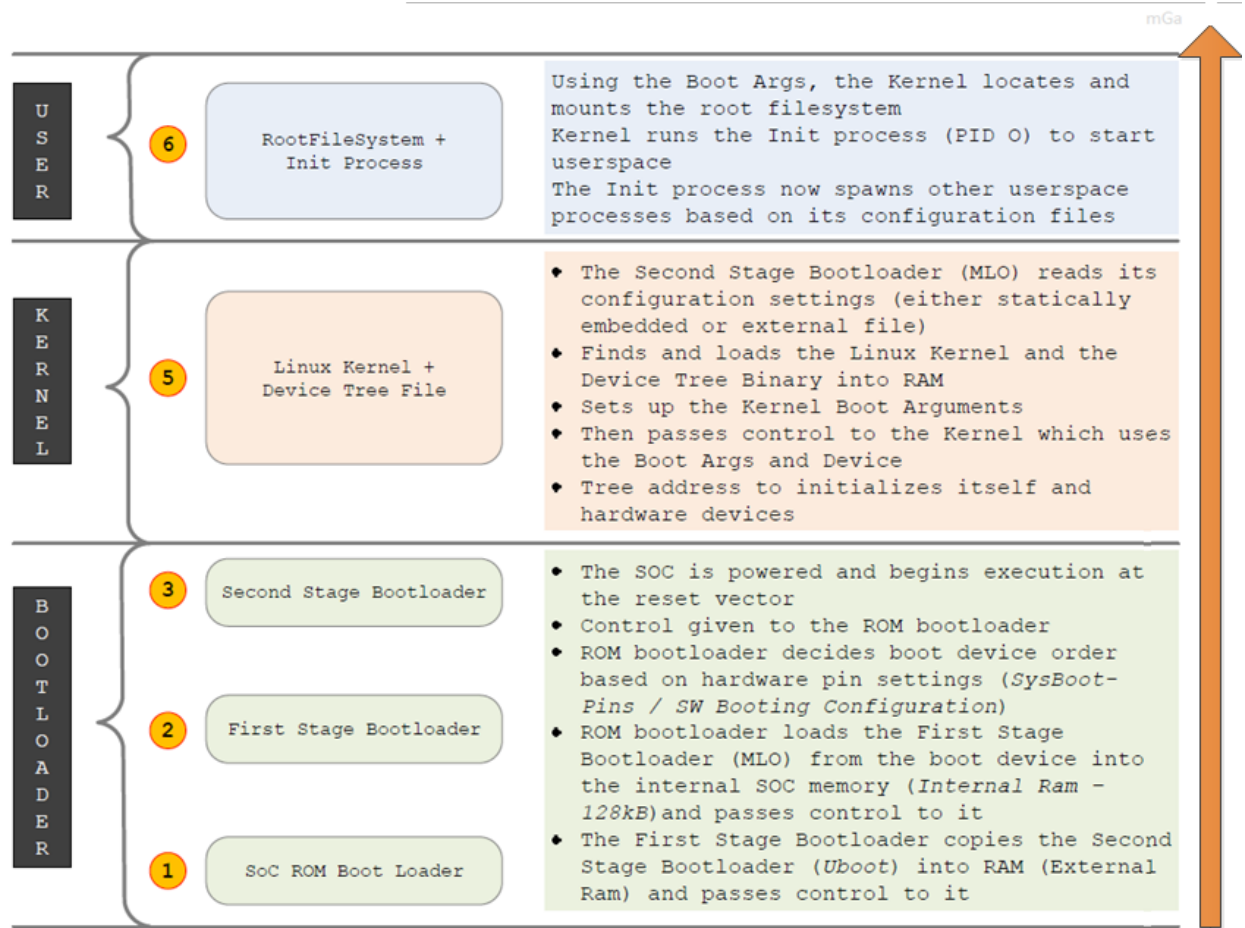 mGa
USER
6
RootFileSystem +
Init Process
Using the Boot Args, the Kernel locates and
mounts the root filesystem
Kernel runs the Init process (PID O) to start
userspace
The Init process now spawns other userspace
processes based on its configuration files
KERNEL
5
Linux Kernel +
Device Tree File
• The Second Stage Bootloader (MLO) reads its
configuration settings (either statically
embedded or external file)
• Finds and loads the Linux Kernel and the
Device Tree Binary into RAM
• Sets up the Kernel Boot Arguments
• Then passes control to the Kernel which uses
the Boot Args and Device
• Tree address to initializes itself and
hardware devices
BOOTLOADER
3
Second Stage Bootloader
2
First Stage Bootloader
1
SoC ROM Boot Loader
• The SOC is powered and begins execution at
the reset vector
• Control given to the ROM bootloader
• ROM bootloader decides boot device order
based on hardware pin settings (SysBoot-
Pins / SW Booting Configuration)
• ROM bootloader loads the First Stage
Bootloader (MLO) from the boot device into
the internal SOC memory (Internal Ram –
128kB)and passes control to it
• The First Stage Bootloader copies the Second
Stage Bootloader (Uboot) into RAM (External
Ram) and passes control to it